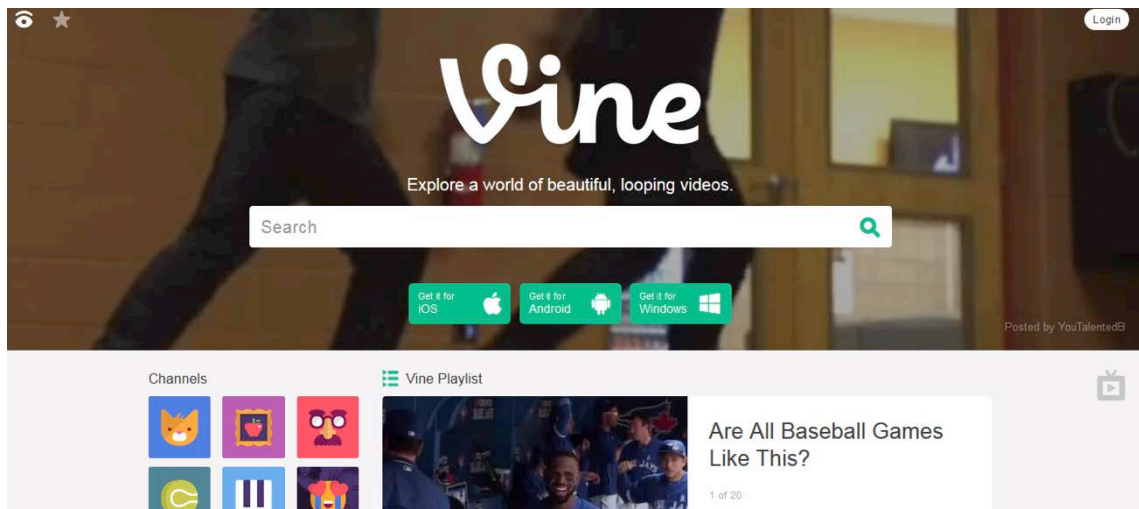 Login
Vine
Explore a world of beautiful, looping videos.
Search
Get it for
iOS
Get it for
Android
Get it for
Windows
Posted by YouTalentedB
Channels
Vine Playlist
Are All Baseball Games
Like This?
1 of 20